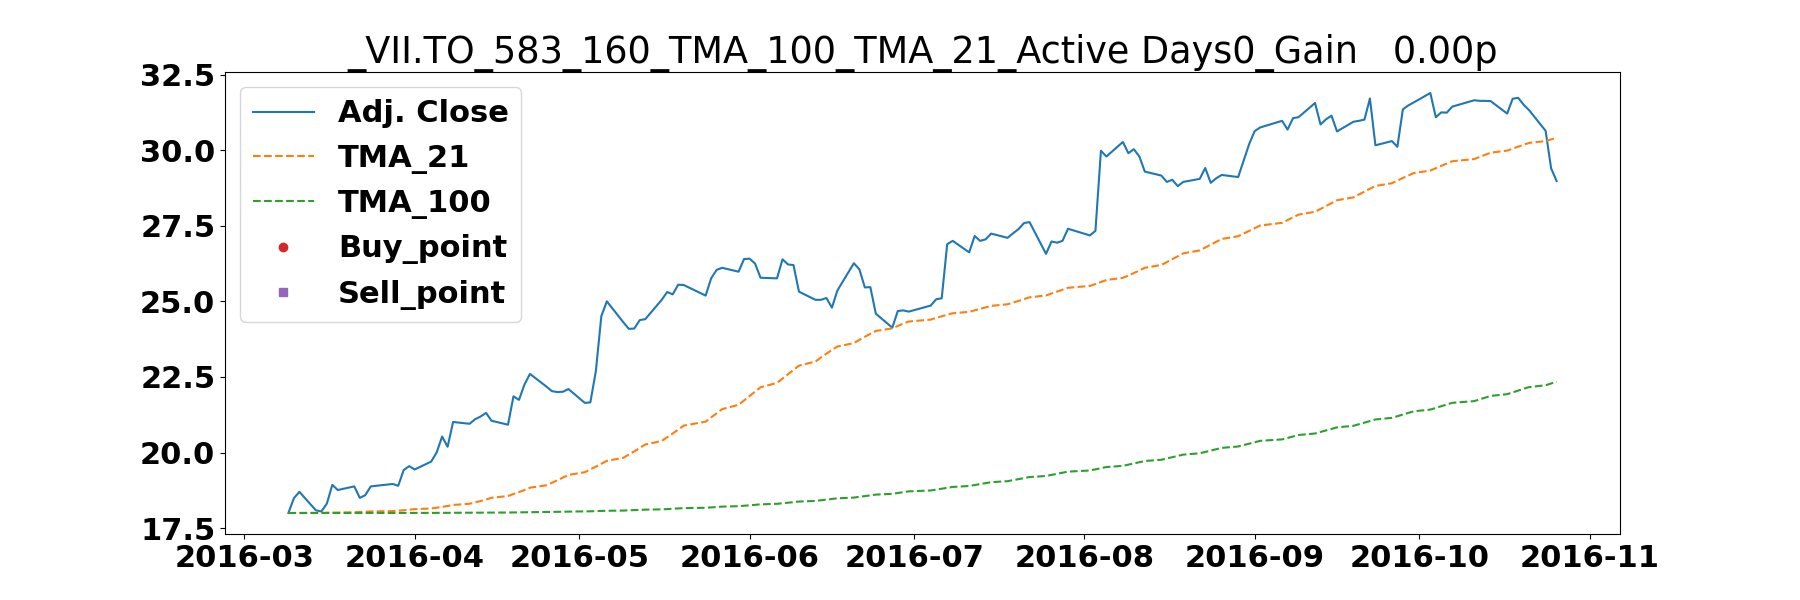 _VII.TO_583_160_TMA_100_TMA_21_Active Days0_Gain   0.00p
32.5
30.0
27.5
25.0
22.5
20.0
17.5
Adj. Close
TMA_21
TMA_100
Buy_point
Sell_point
2016-03 2016-04 2016-05 2016-06 2016-07 2016-08 2016-09 2016-10 2016-11